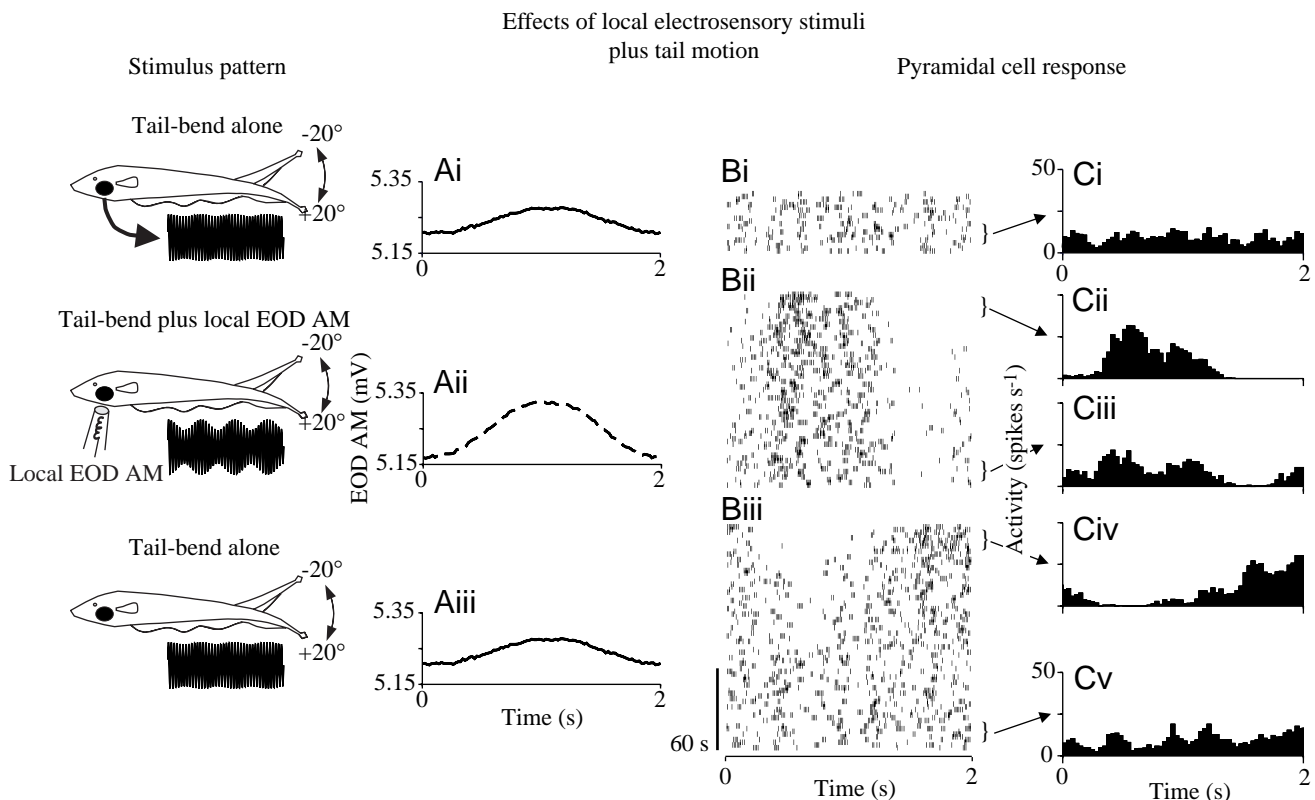 Effects of local electrosensory stimuli
plus tail motion
Stimulus pattern
Pyramidal cell response
Tail-bend alone
-20°
+20°
Ai
5.35
5.15
0
2
Bi
Ci
50
0
0
2
Tail-bend plus local EOD AM
-20°
+20°
Local EOD AM
EOD AM (mV)
Aii
5.35
5.15
0
2
Bii
Cii
Ciii
Activity (spikes s-1)
Tail-bend alone
-20°
+20°
Aiii
5.35
5.15
0
2
Time (s)
Biii
60 s
0
2
Time (s)
Civ
Cv
50
0
0
2
Time (s)